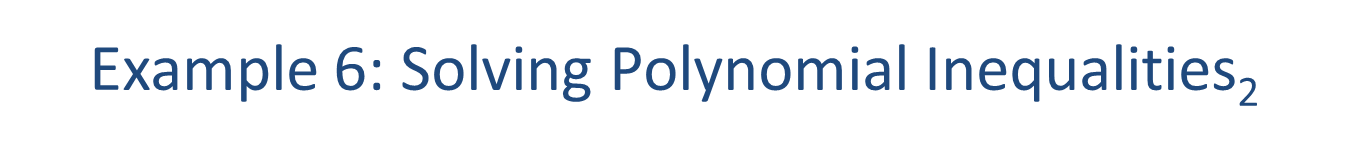 Example 6: Solving Polynomial Inequalities₂